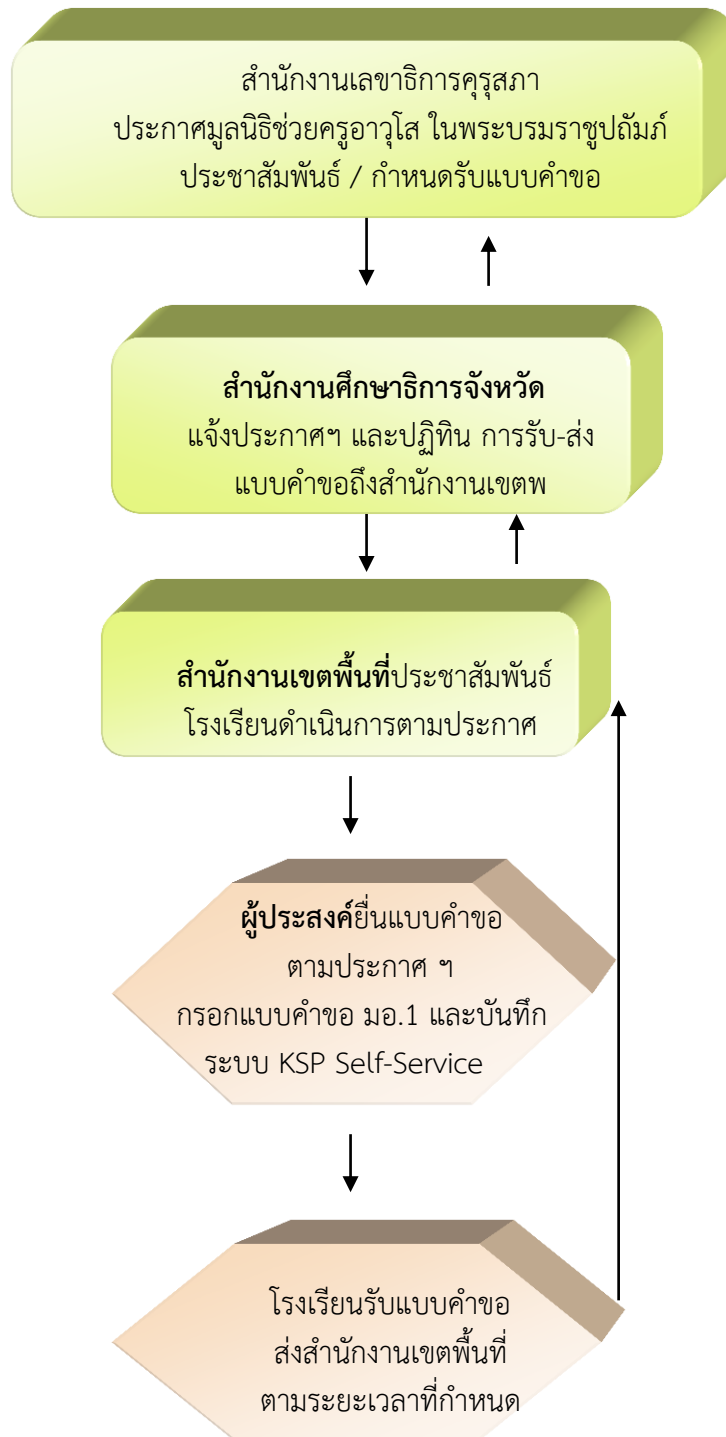 สำนักงานเลขาธิการคุรุสภา
ประกาศมูลนิธิช่วยครูอาวุโส ในพระบรมราชูปถัมภ์
ประชาสัมพันธ์ / กำหนดรับแบบคำขอ
สำนักงานศึกษาธิการจังหวัด
แจ้งประกาศฯ และปฏิทิน การรับ-ส่ง
แบบคำขอถึงสำนักงานเขตพ
สำนักงานเขตพื้นที่ประชาสัมพันธ์
โรงเรียนดำเนินการตามประกาศ
ผู้ประสงค์ยื่นแบบคำขอ
ตามประกาศ ฯ
กรอกแบบคำขอ มอ.1 และบันทึก
ระบบ KSP Self-Service
โรงเรียนรับแบบคำขอ
ส่งสำนักงานเขตพื้นที่
ตามระยะเวลาที่กำหนด